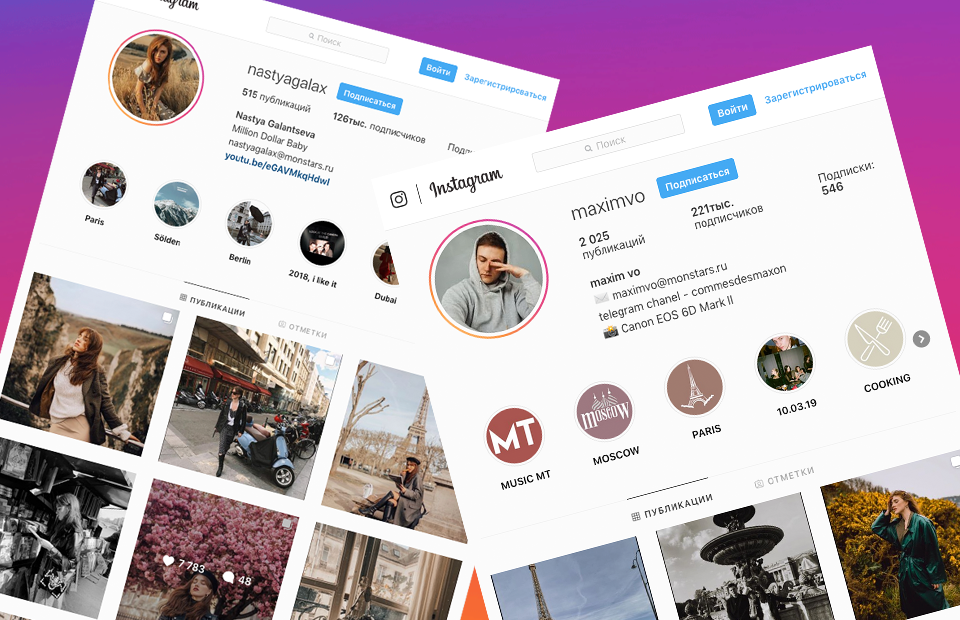 Поиск
Войти
Зарегистрироваться
nastyagalax
Подписаться
515 публикаций
126тыс. подписчиков
Nastya Galantseva
Million Dollar Baby
nastyagalax@monstars.ru
youtu.be/eGAVMkqHdwI
Paris
Sölden
Berlin
2018, i like it
Dubai
ПУБЛИКАЦИИ
ОТМЕТКИ
7 783
48
Instagram
Поиск
Войти
Зарегистрироваться
maximvo
Подписаться
2 025
публикаций
221тыс.
подписчиков
Подписки:
546
maxim vo
maximvo@monstars.ru
telegram chanel - commesdesmaxon
Canon EOS 6D Mark II
MT
MOSCOW
MUSIC MT
MOSCOW
PARIS
10.03.19
COOKING
ПУБЛИКАЦИИ
ОТМЕТКИ